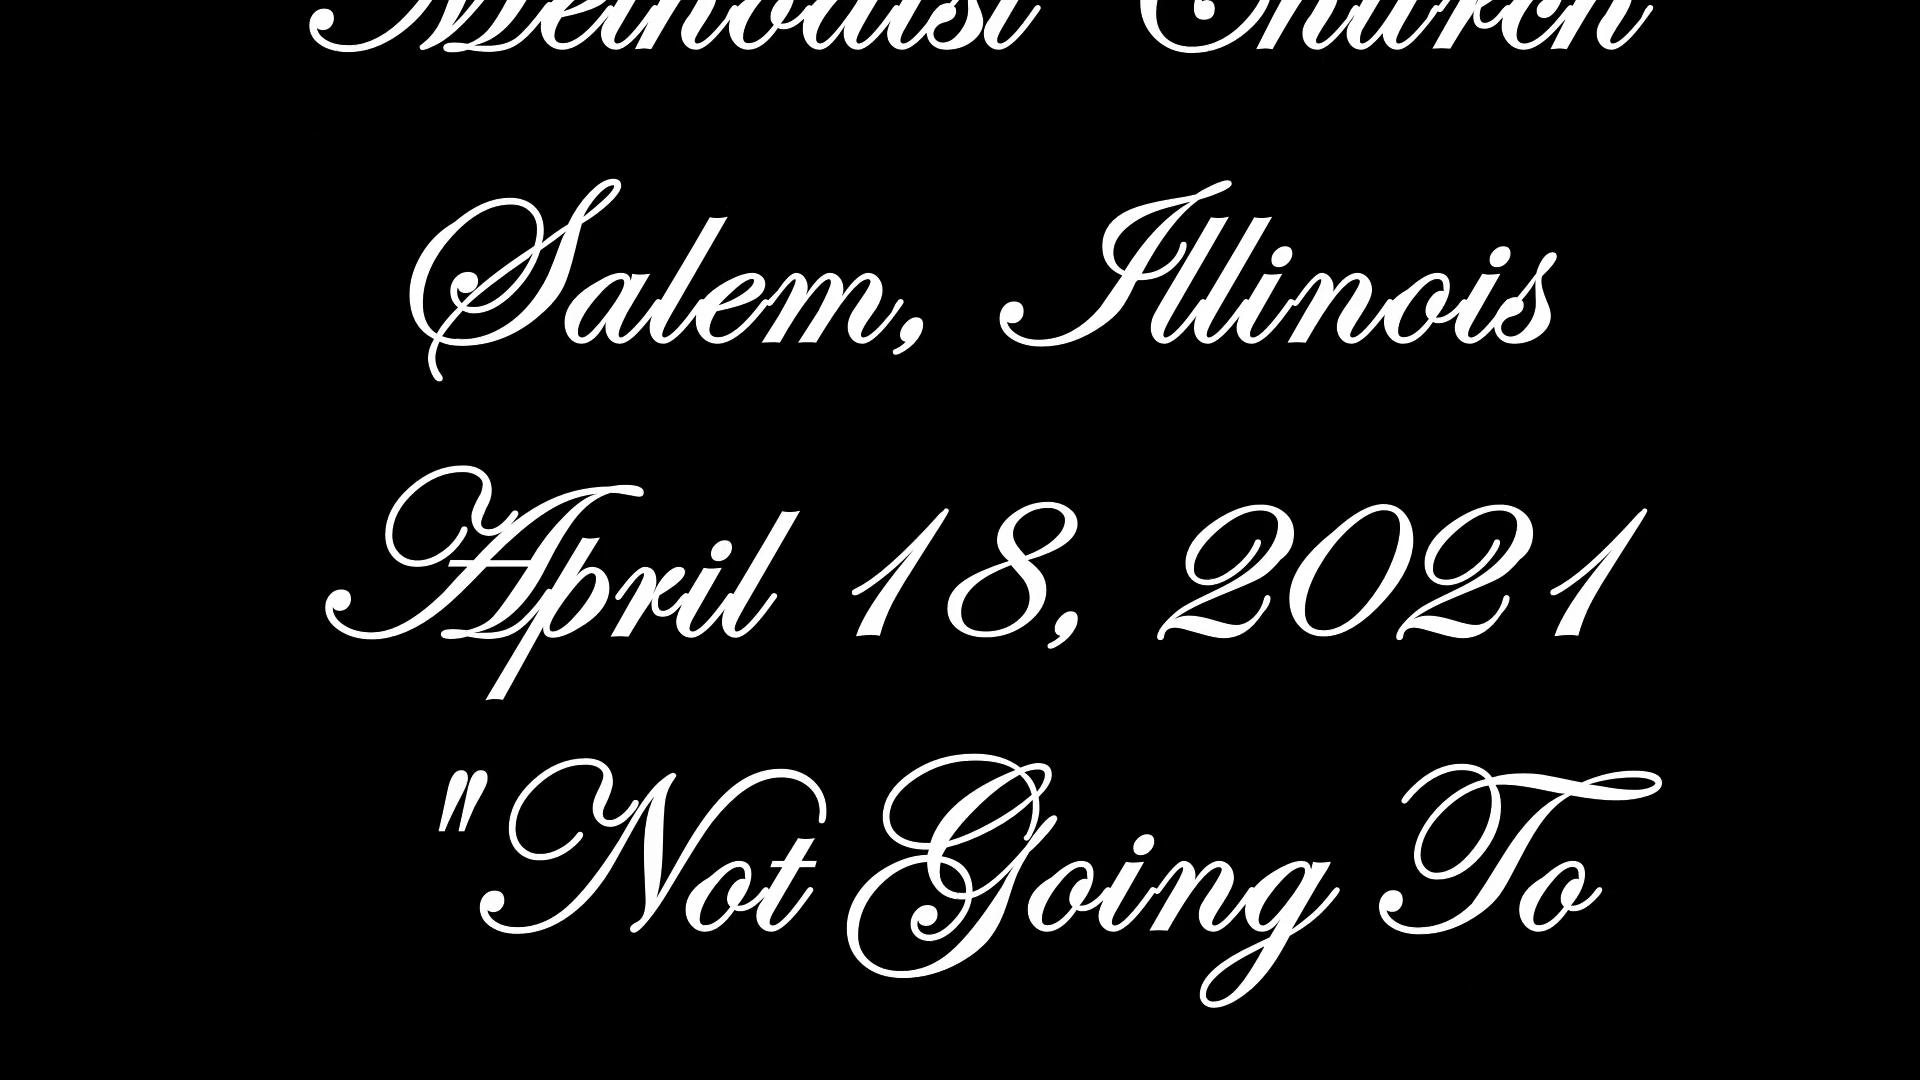 Methodist Church
Salem, Illinois
April 18, 2021
"Not Going To